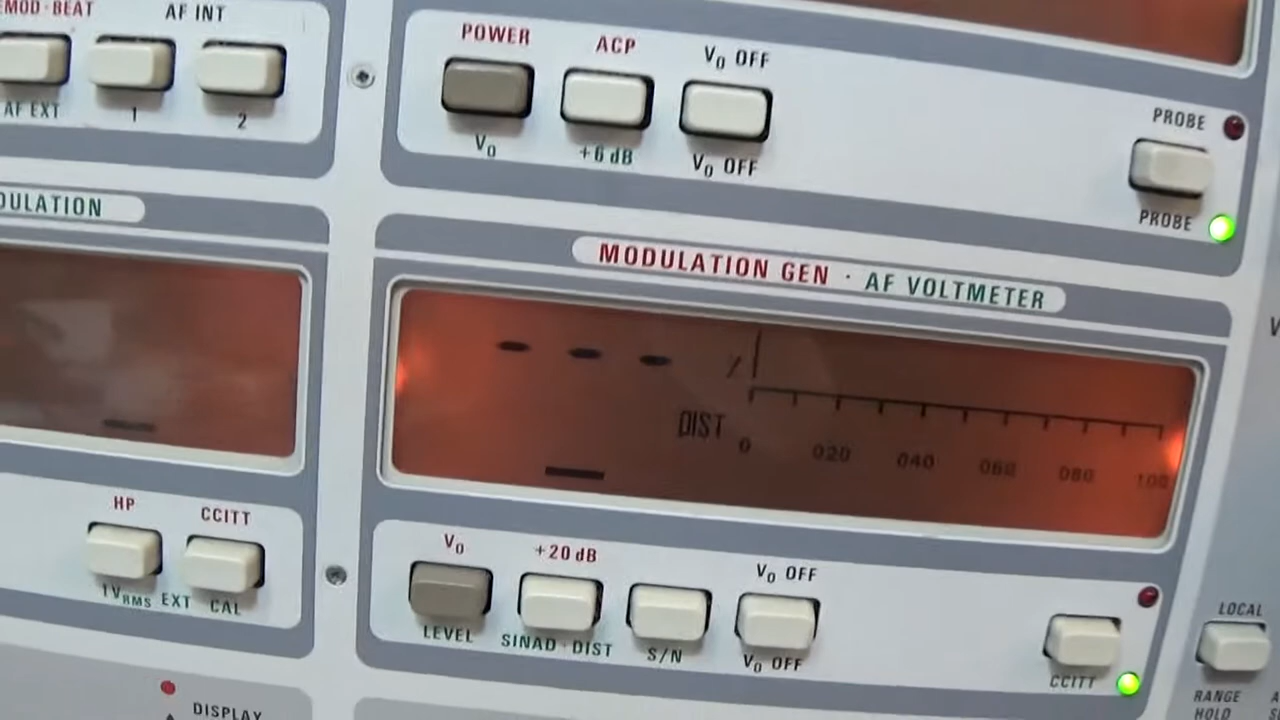 MOD·BEAT
AF INT
AF EXT
1
2
POWER
ACP
V0 OFF
V0
+6 dB
V0 OFF
PROBE
PROBE
MODULATION GEN · AF VOLTMETER
DIST
0 020 040 060 080 100
HP
CCITT
1VRMS EXT
CAL
V0
+20 dB
V0 OFF
LEVEL
SINAD·DIST
S/N
V0 OFF
CCITT
LOCAL
RANGE
HOLD
DISPLAY